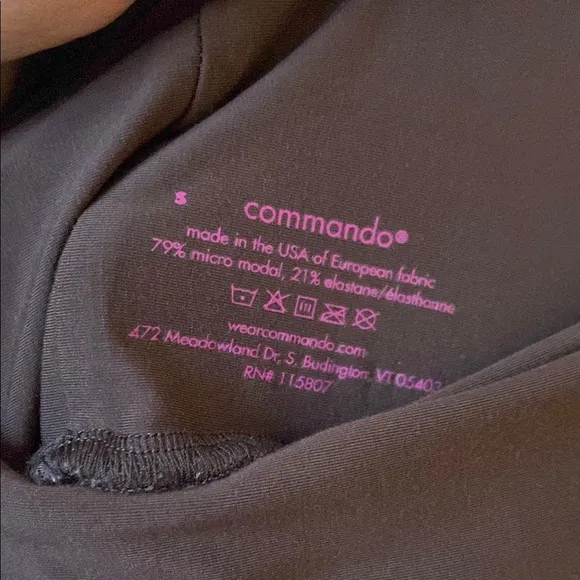 S
commando®
made in the USA of European fabric
79% micro modal, 21% elastane/élasthanne
wearcommando.com
472 Meadowland Dr, S. Burlington, VT 05403
RN# 115807